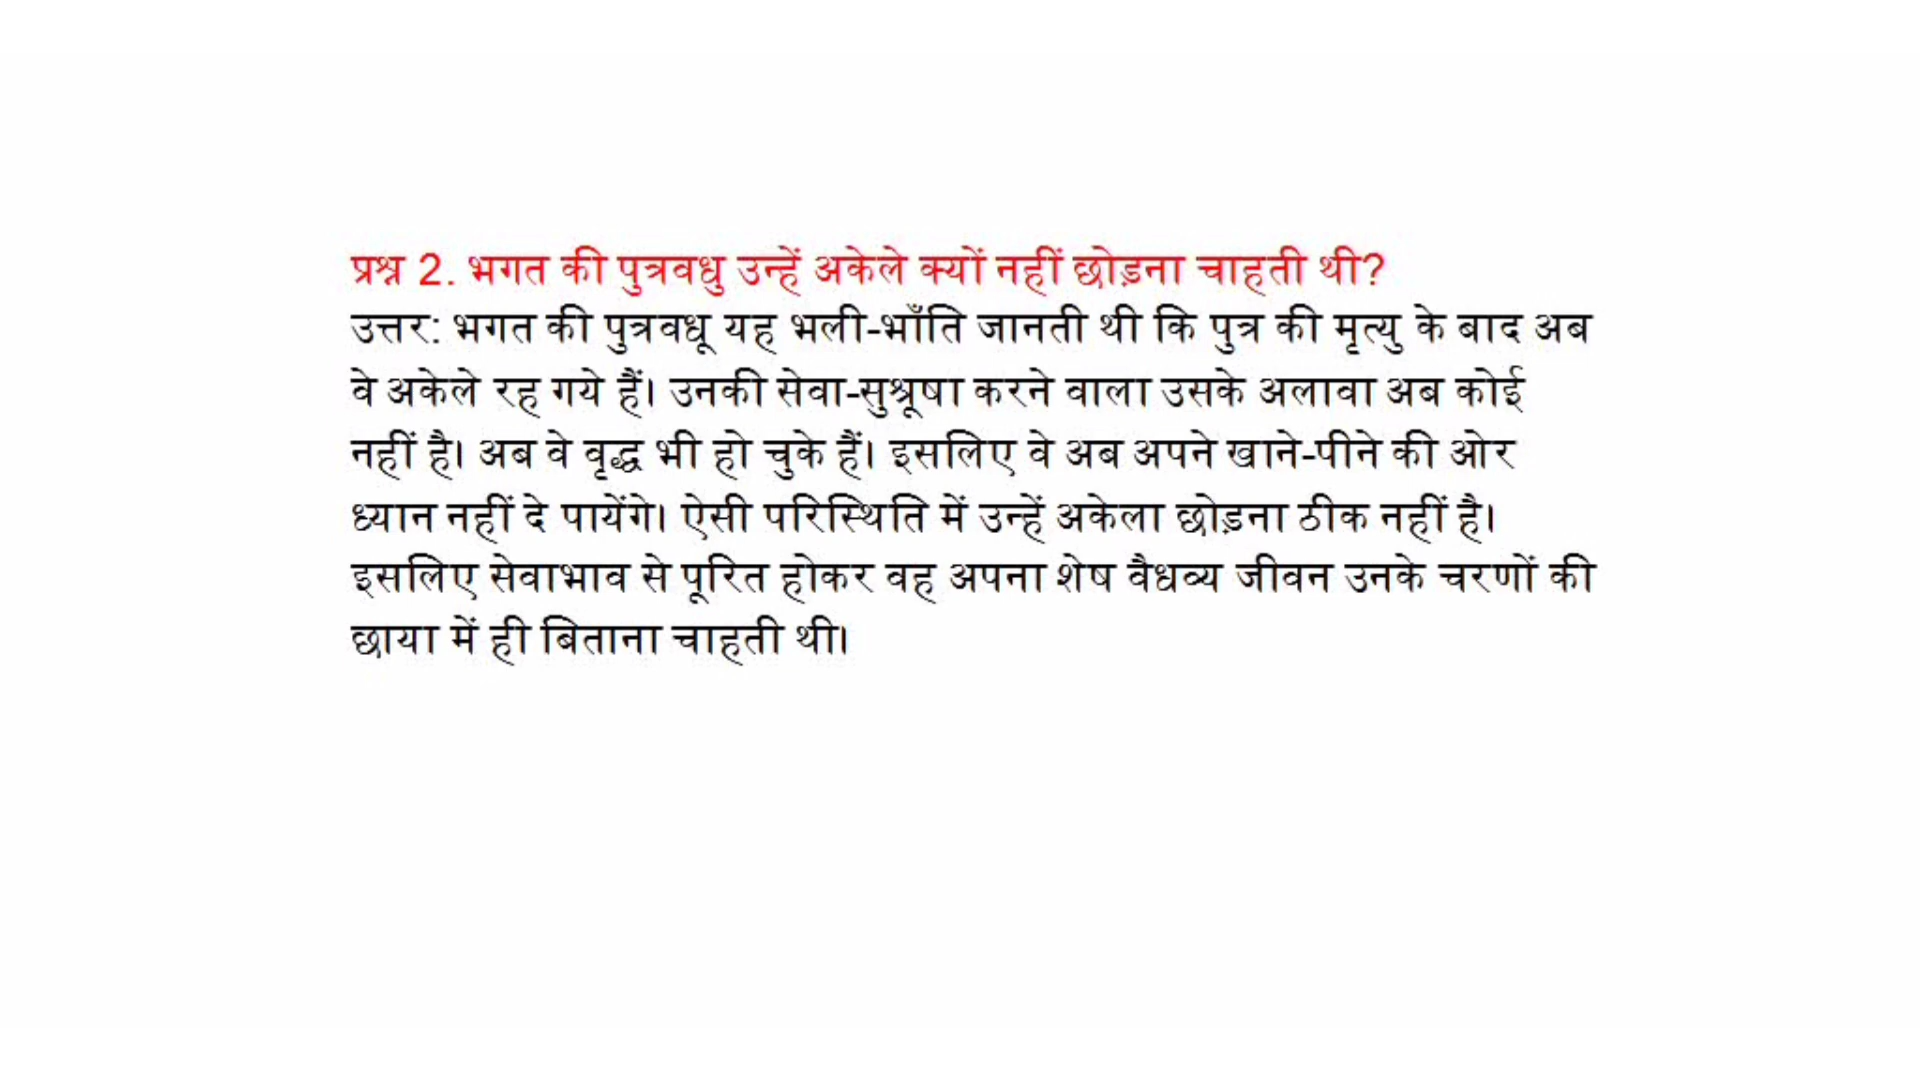 प्रश्न 2. भगत की पुत्रवधु उन्हें अकेले क्यों नहीं छोड़ना चाहती थी?
उत्तर: भगत की पुत्रवधू यह भली-भाँति जानती थी कि पुत्र की मृत्यु के बाद अब
वे अकेले रह गये हैं। उनकी सेवा-सुश्रूषा करने वाला उसके अलावा अब कोई
नहीं है। अब वे वृद्ध भी हो चुके हैं। इसलिए वे अब अपने खाने-पीने की ओर
ध्यान नहीं दे पायेंगे। ऐसी परिस्थिति में उन्हें अकेला छोड़ना ठीक नहीं है।
इसलिए सेवाभाव से पूरित होकर वह अपना शेष वैधव्य जीवन उनके चरणों की
छाया में ही बिताना चाहती थी।